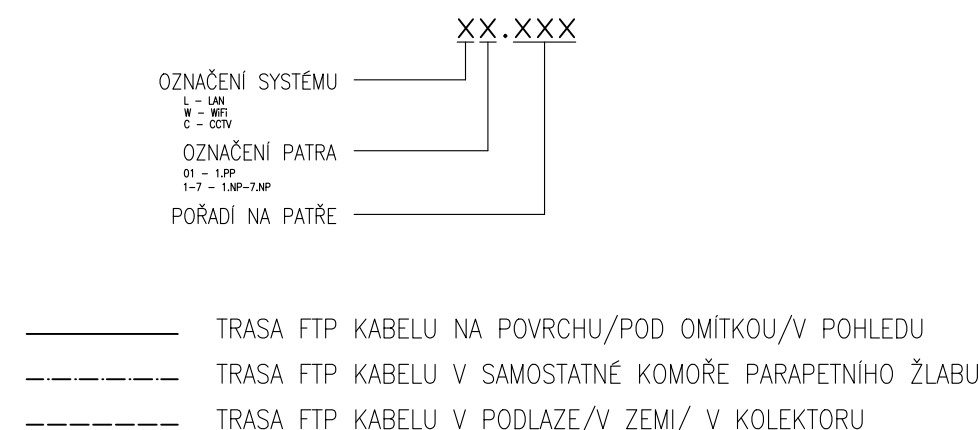 XX.XXX
OZNAČENÍ SYSTÉMU
L – LAN
W – WiFi
C – CCTV
OZNAČENÍ PATRA
01 – 1.PP
1–7 – 1.NP–7.NP
POŘADÍ NA PATŘE
TRASA FTP KABELU NA POVRCHU/POD OMÍTKOU/V POHLEDU
TRASA FTP KABELU V SAMOSTATNÉ KOMOŘE PARAPETNÍHO ŽLABU
TRASA FTP KABELU V PODLAZE/V ZEMI/ V KOLEKTORU